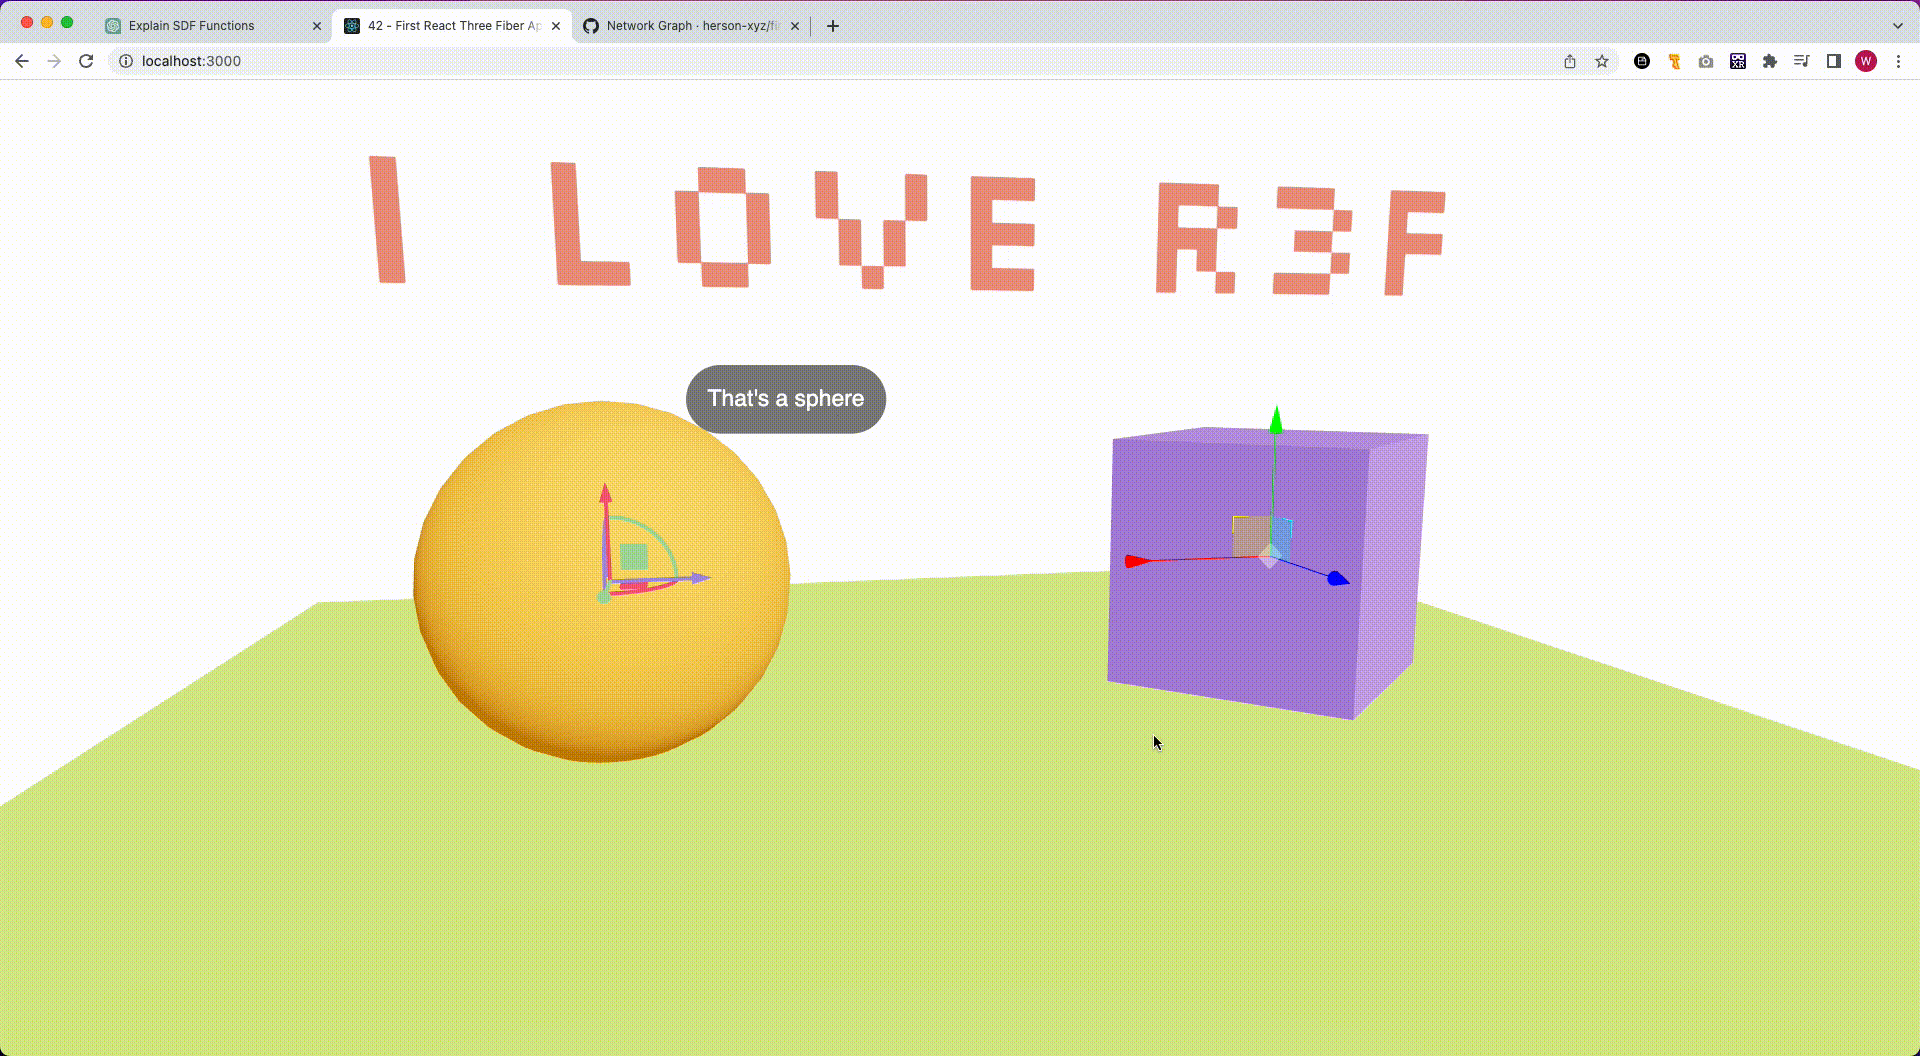 Explain SDF Functions
42 - First React Three Fiber Ap
Network Graph · herson-xyz/fi
localhost:3000
XR
W
I LOVE R3F
That's a sphere